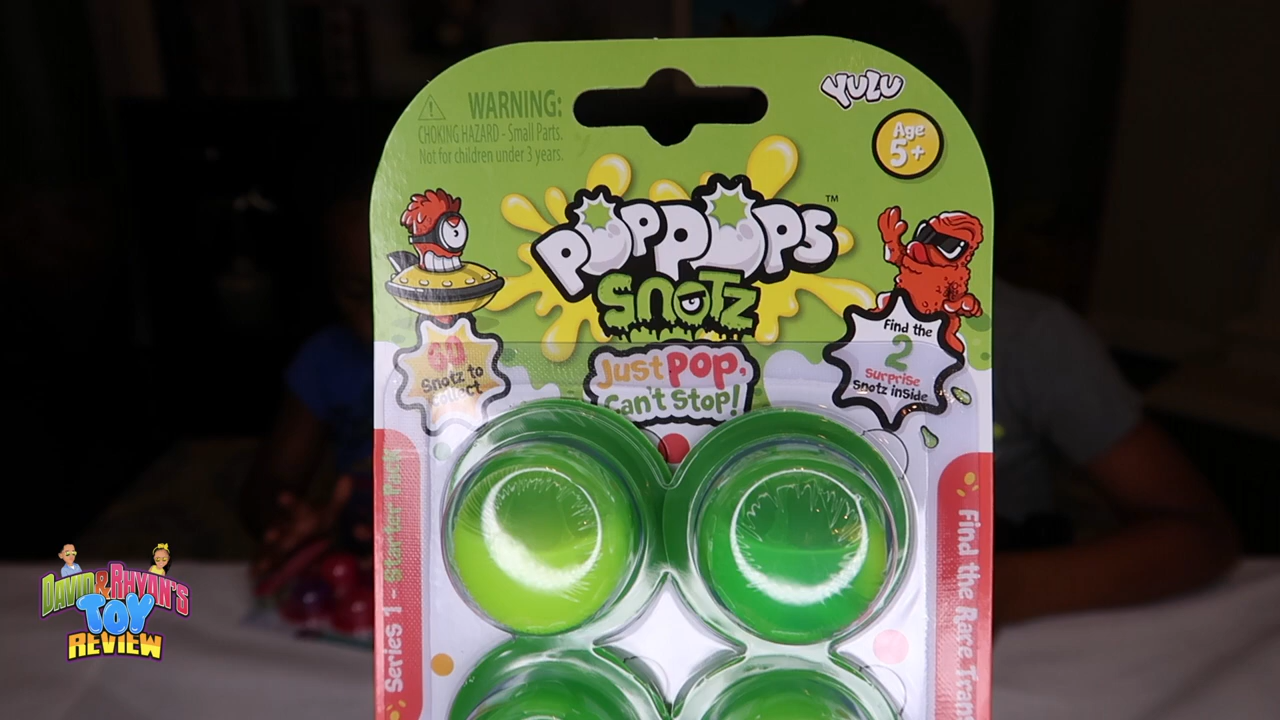 WARNING:
CHOKING HAZARD - Small Parts.
Not for children under 3 years.
YULU
Age
5+
POPPOPS
TM
SNOTZ
Just POP,
Can't Stop!
Snotz to
collect
Find the
2
surprise
snotz inside
Series 1 - Starter Pack
Find the Rare Trans
DAVID & RHYAN'S
TOY
REVIEW